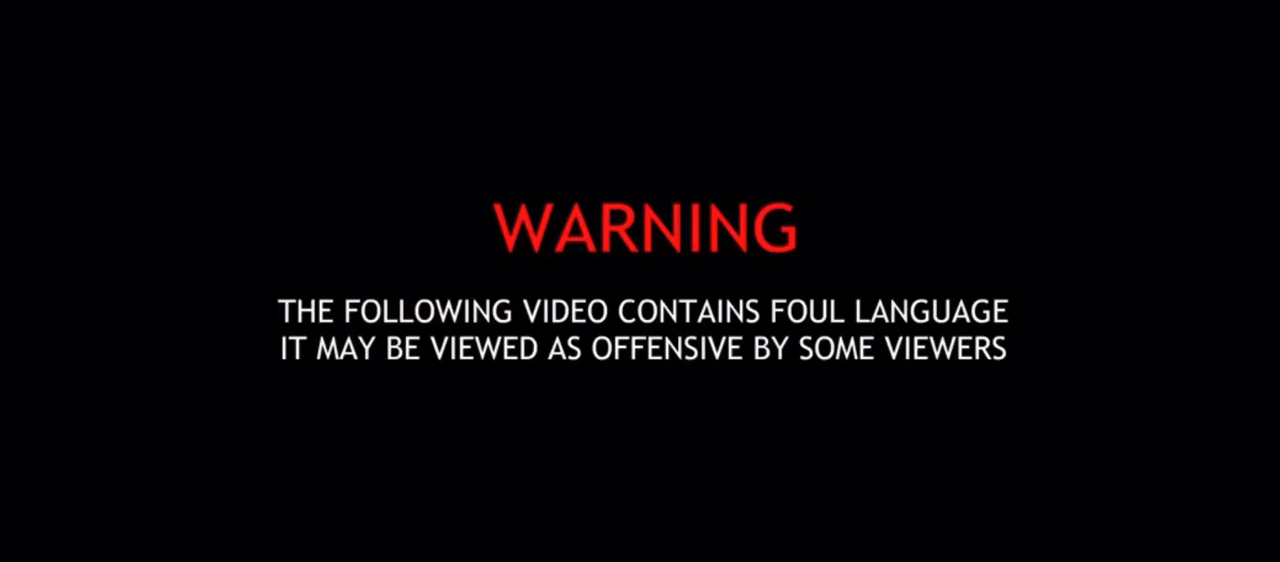 WARNING
THE FOLLOWING VIDEO CONTAINS FOUL LANGUAGE
IT MAY BE VIEWED AS OFFENSIVE BY SOME VIEWERS